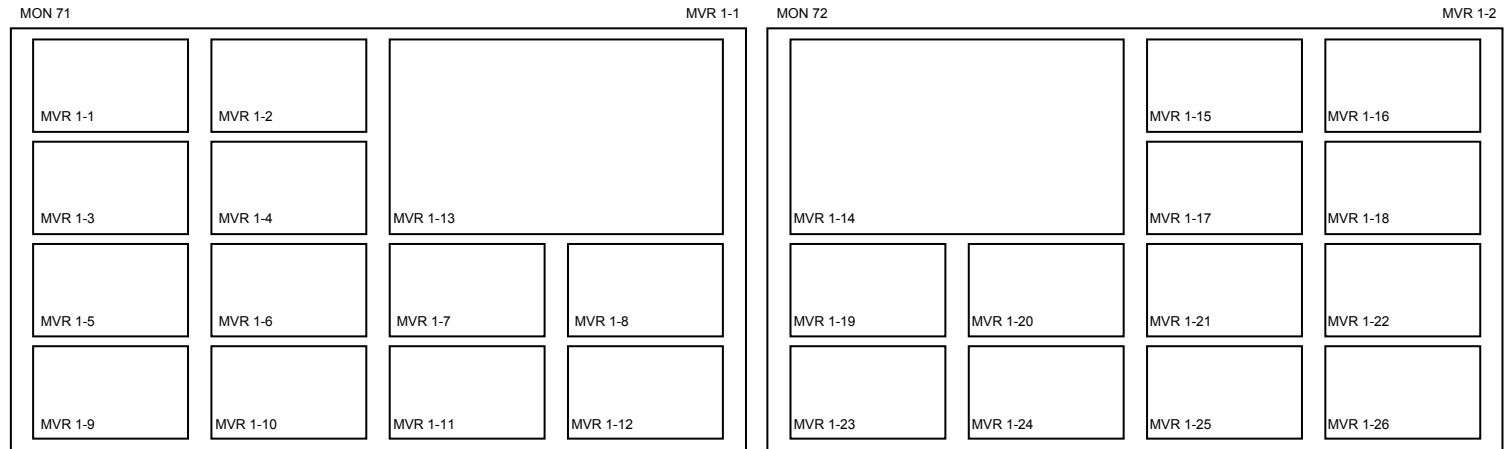 MON 71 MVR 1-1
MVR 1-1 MVR 1-2
MVR 1-3 MVR 1-4 MVR 1-13
MVR 1-5 MVR 1-6 MVR 1-7 MVR 1-8
MVR 1-9 MVR 1-10 MVR 1-11 MVR 1-12
MON 72 MVR 1-2
MVR 1-15 MVR 1-16
MVR 1-14 MVR 1-17 MVR 1-18
MVR 1-19 MVR 1-20 MVR 1-21 MVR 1-22
MVR 1-23 MVR 1-24 MVR 1-25 MVR 1-26